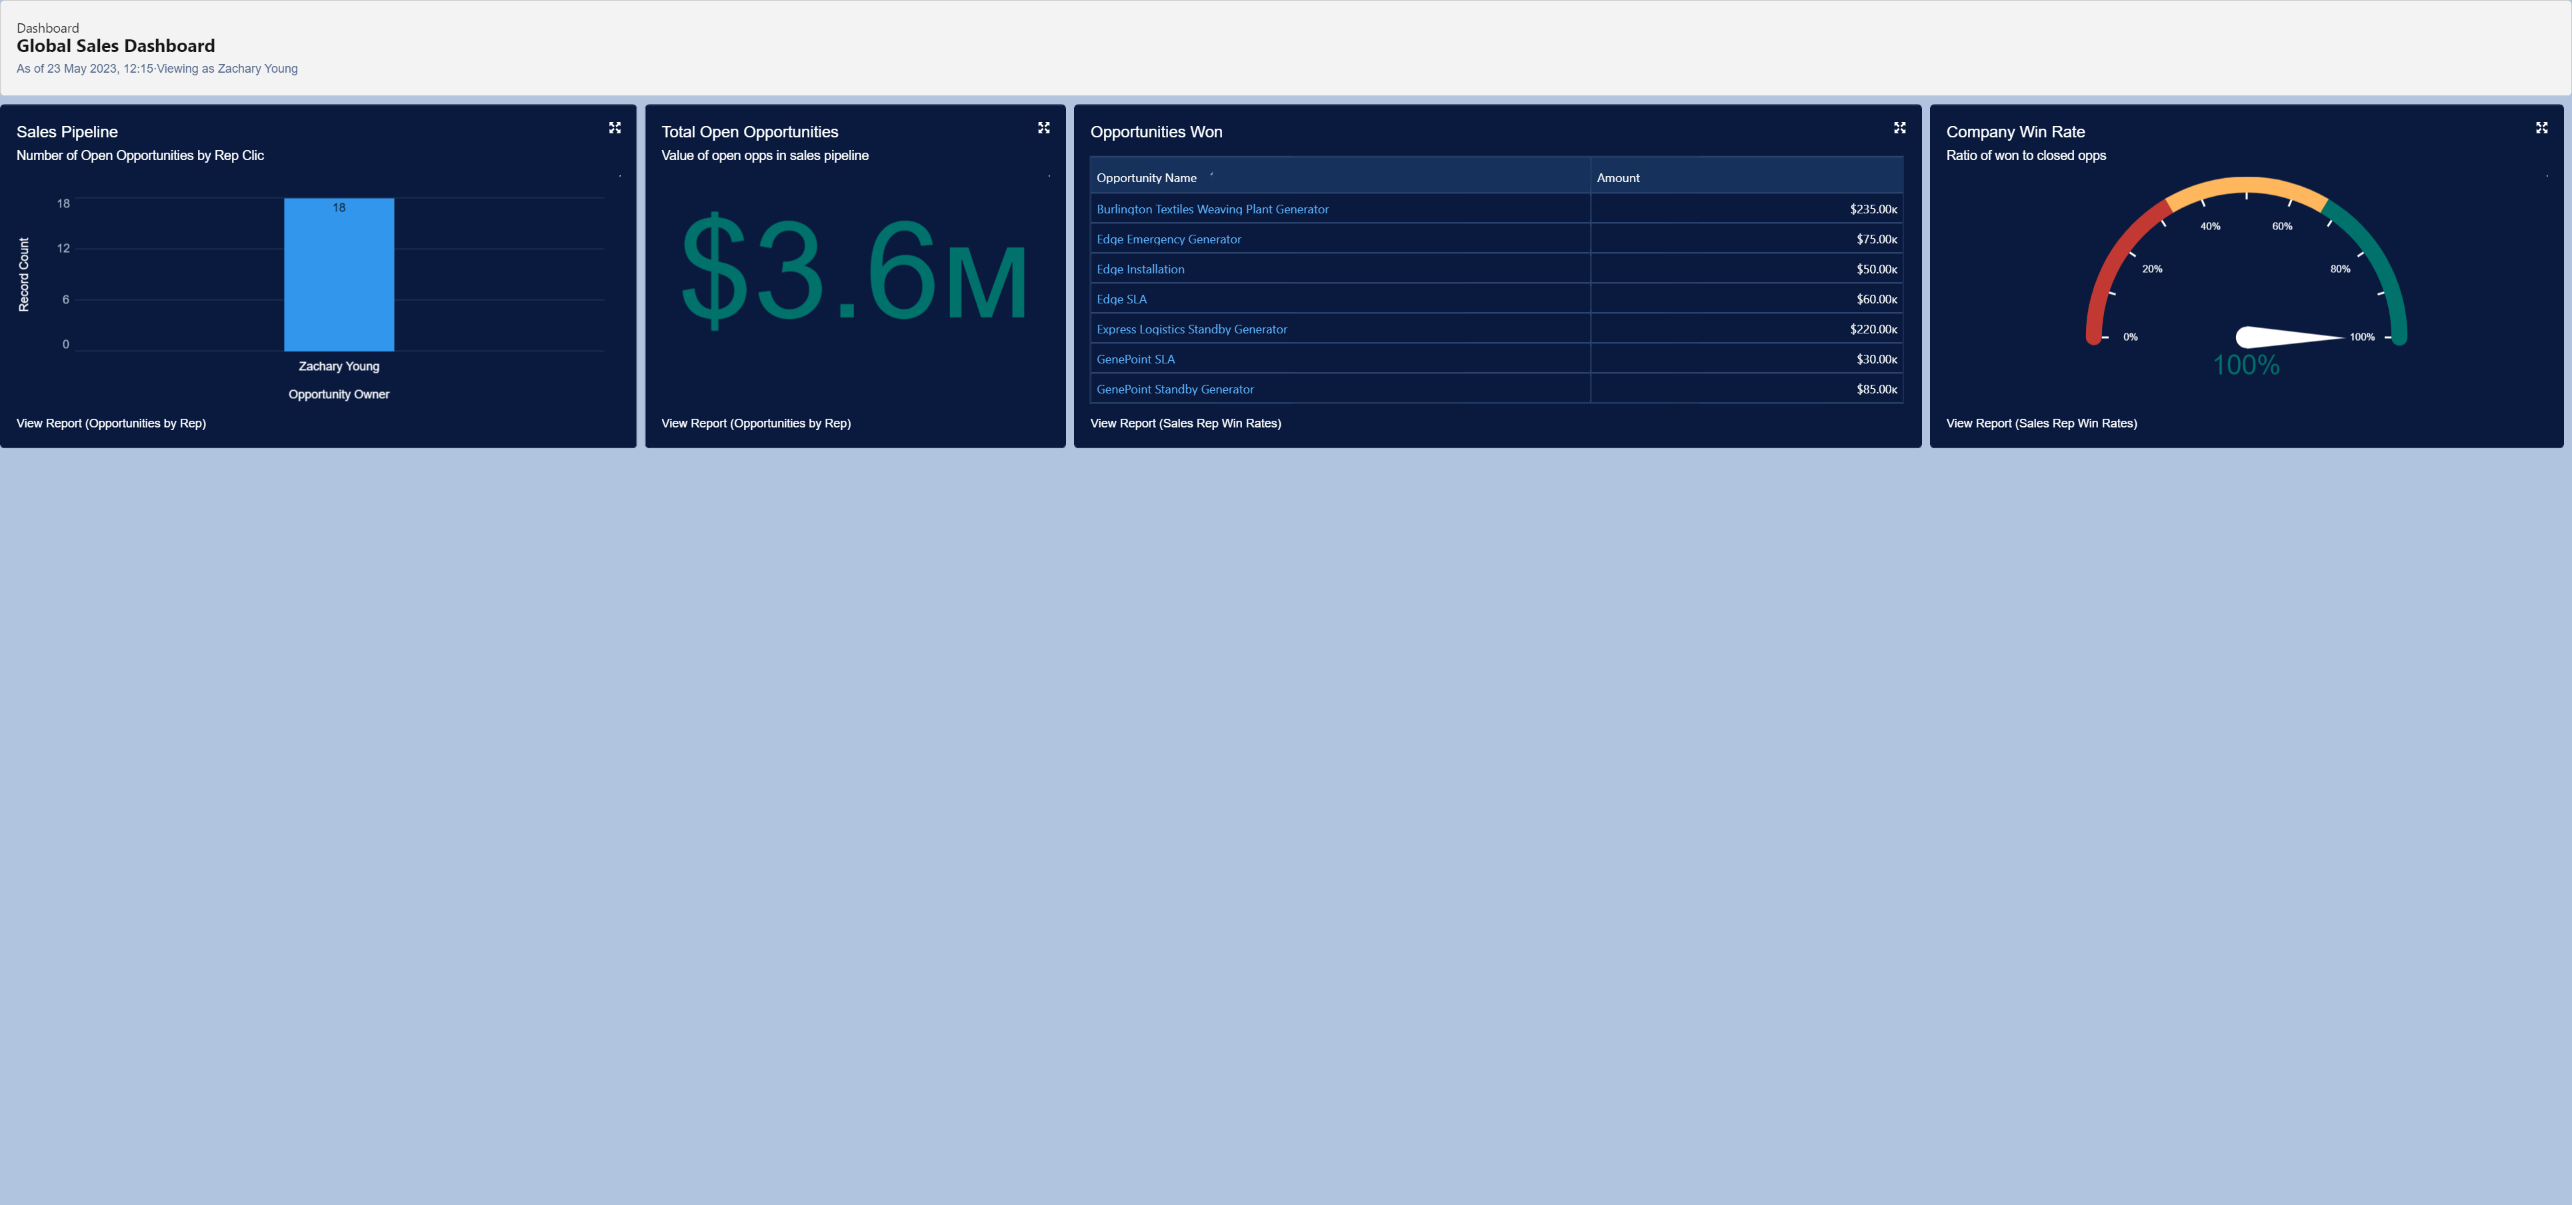 Dashboard
Global Sales Dashboard
As of 23 May 2023, 12:15·Viewing as Zachary Young
Sales Pipeline
Number of Open Opportunities by Rep Clic
18
12
6
0
Record Count
18
Zachary Young
Opportunity Owner
View Report (Opportunities by Rep)
Total Open Opportunities
Value of open opps in sales pipeline
$3.6M
View Report (Opportunities by Rep)
Opportunities Won
Opportunity Name Amount
Burlington Textiles Weaving Plant Generator $235.00K
Edge Emergency Generator $75.00K
Edge Installation $50.00K
Edge SLA $60.00K
Express Logistics Standby Generator $220.00K
GenePoint SLA $30.00K
GenePoint Standby Generator $85.00K
View Report (Sales Rep Win Rates)
Company Win Rate
Ratio of won to closed opps
0%
20%
40%
60%
80%
100%
100%
View Report (Sales Rep Win Rates)